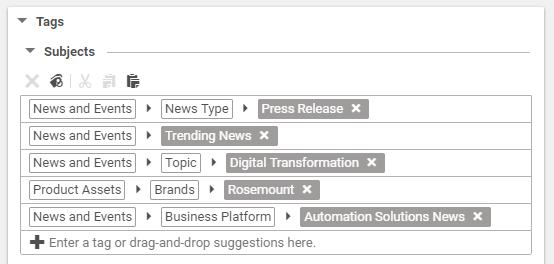 Tags
Subjects
News and Events News Type Press Release
News and Events Trending News
News and Events Topic Digital Transformation
Product Assets Brands Rosemount
News and Events Business Platform Automation Solutions News
Enter a tag or drag-and-drop suggestions here.